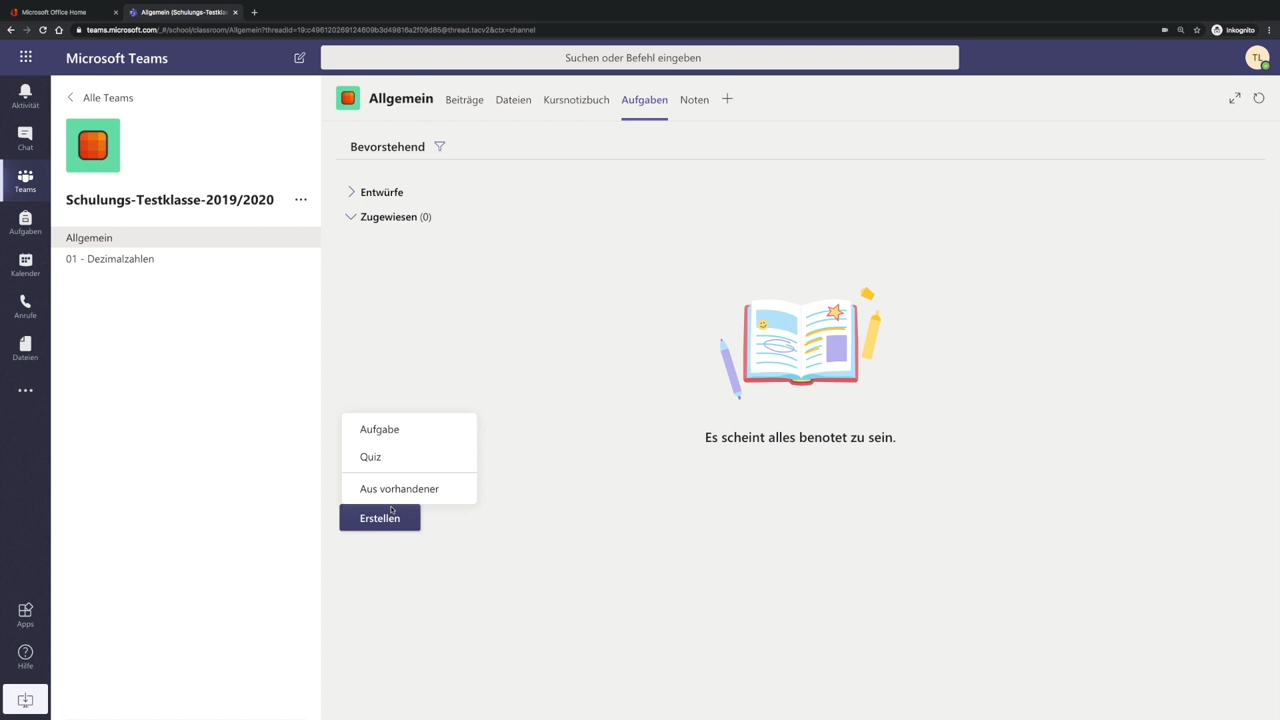 Microsoft Office Home
Allgemein (Schulungs-Testkla
teams.microsoft.com/_#/school/classroom/Allgemein?threadId=19:c496120269124609b3d49816a2f09d85@thread.tacv2&ctx=channel
Inkognito
Microsoft Teams
Suchen oder Befehl eingeben
TL
Aktivität
Chat
Teams
Aufgaben
Kalender
Anrufe
Dateien
Apps
Hilfe
Alle Teams
Schulungs-Testklasse-2019/2020
Allgemein
01 - Dezimalzahlen
Allgemein Beiträge Dateien Kursnotizbuch Aufgaben Noten
Bevorstehend
Entwürfe
Zugewiesen (0)
Es scheint alles benotet zu sein.
Aufgabe
Quiz
Aus vorhandener
Erstellen